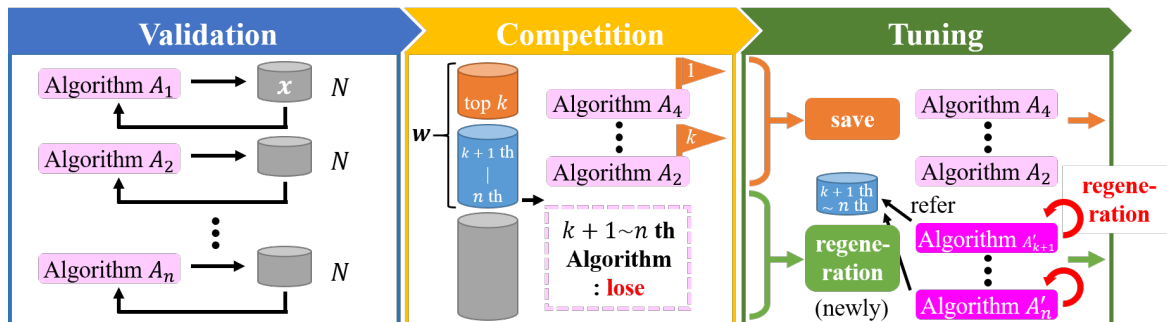 Validation
Algorithm A₁
x
N
Algorithm A₂
N
Algorithm Aₙ
N
Competition
w
top k
k + 1 th
|
n th
1
Algorithm A₄
k
Algorithm A₂
k + 1~n th
Algorithm
: lose
Tuning
save
Algorithm A₄
Algorithm A₂
k + 1 th
~ n th
refer
regene-
ration
Algorithm A′ₖ₊₁
regene-
ration
(newly)
Algorithm A′ₙ